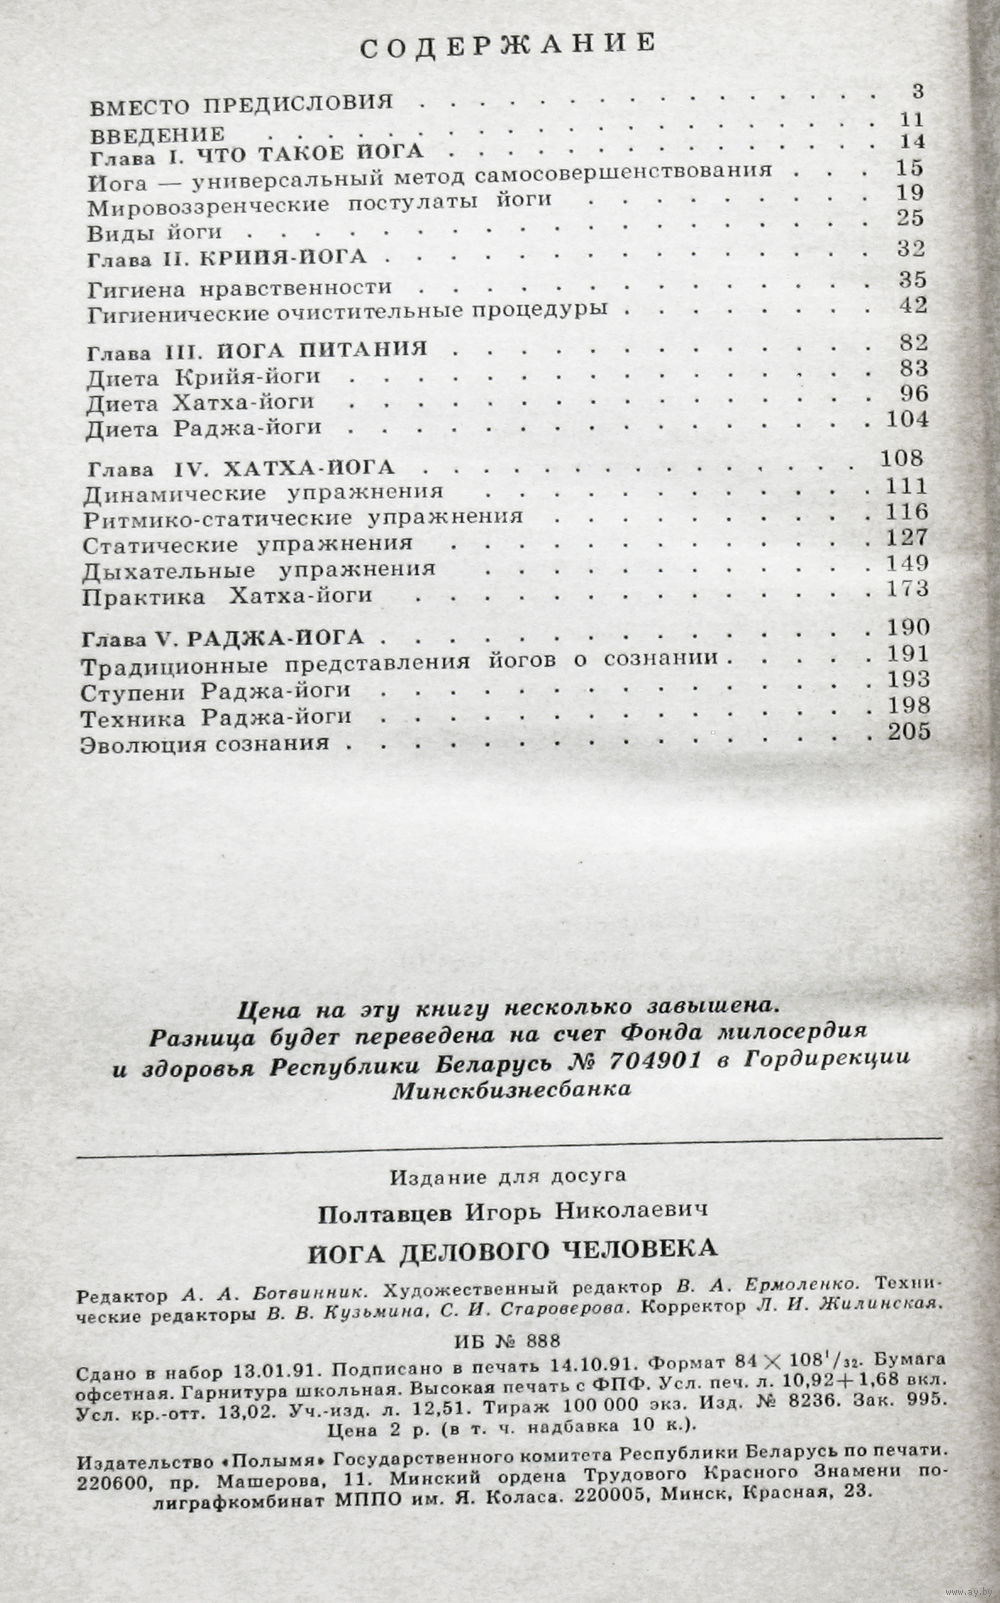 СОДЕРЖАНИЕ
ВМЕСТО ПРЕДИСЛОВИЯ . . . . . . . . . . . . . . . . 3
ВВЕДЕНИЕ . . . . . . . . . . . . . . . . . . . . . 11
Глава I. ЧТО ТАКОЕ ЙОГА . . . . . . . . . . . . . . . 14
Йога — универсальный метод самосовершенствования . . . 15
Мировоззренческие постулаты йоги . . . . . . . . . . 19
Виды йоги . . . . . . . . . . . . . . . . . . . . . 25
Глава II. КРИЙЯ-ЙОГА . . . . . . . . . . . . . . . . . 32
Гигиена нравственности . . . . . . . . . . . . . . . . 35
Гигиенические очистительные процедуры . . . . . . . . . 42
Глава III. ЙОГА ПИТАНИЯ . . . . . . . . . . . . . . . 82
Диета Крийя-йоги . . . . . . . . . . . . . . . . . . 83
Диета Хатха-йоги . . . . . . . . . . . . . . . . . . 96
Диета Раджа-йоги . . . . . . . . . . . . . . . . . . 104
Глава IV. ХАТХА-ЙОГА . . . . . . . . . . . . . . . 108
Динамические упражнения . . . . . . . . . . . . . . 111
Ритмико-статические упражнения . . . . . . . . . . . 116
Статические упражнения . . . . . . . . . . . . . . . 127
Дыхательные упражнения . . . . . . . . . . . . . . 149
Практика Хатха-йоги . . . . . . . . . . . . . . . . 173
Глава V. РАДЖА-ЙОГА . . . . . . . . . . . . . . . . . 190
Традиционные представления йогов о сознании . . . . . 191
Ступени Раджа-йоги . . . . . . . . . . . . . . . . . 193
Техника Раджа-йоги . . . . . . . . . . . . . . . . . 198
Эволюция сознания . . . . . . . . . . . . . . . . . . 205
Цена на эту книгу несколько завышена.
Разница будет переведена на счет Фонда милосердия
и здоровья Республики Беларусь № 704901 в Гордирекции
Минскбизнесбанка
Издание для досуга
Полтавцев Игорь Николаевич
ЙОГА ДЕЛОВОГО ЧЕЛОВЕКА
Редактор А. А. Ботвинник. Художественный редактор В. А. Ермоленко. Техни-
ческие редакторы В. В. Кузьмина, С. И. Староверова. Корректор Л. И. Жилинская.
ИБ № 888
Сдано в набор 13.01.91. Подписано в печать 14.10.91. Формат 84×108¹/₃₂. Бумага
офсетная. Гарнитура школьная. Высокая печать с ФПФ. Усл. печ. л. 10,92+1,68 вкл.
Усл. кр.-отт. 13,02. Уч.-изд. л. 12,51. Тираж 100 000 экз. Изд. № 8236. Зак. 995.
Цена 2 р. (в т. ч. надбавка 10 к.).
Издательство «Полымя» Государственного комитета Республики Беларусь по печати.
220600, пр. Машерова, 11. Минский ордена Трудового Красного Знамени по-
лиграфкомбинат МППО им. Я. Коласа. 220005, Минск, Красная, 23.
www.ay.by